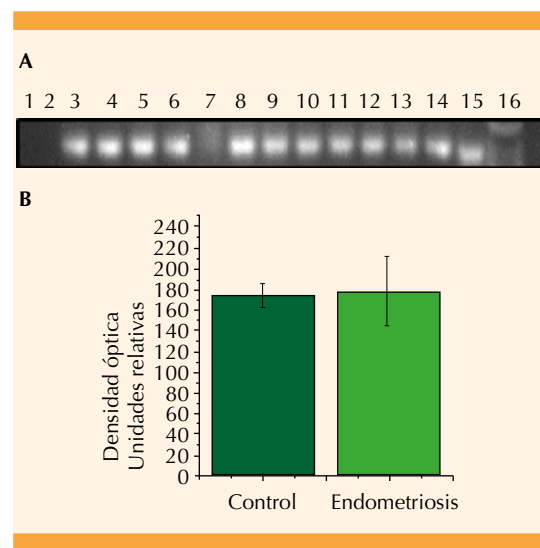 A
1 2 3 4 5 6 7 8 9 10 11 12 13 14 15 16
B
Densidad óptica
Unidades relativas
240
220
200
180
160
140
120
100
80
60
40
20
0
Control Endometriosis